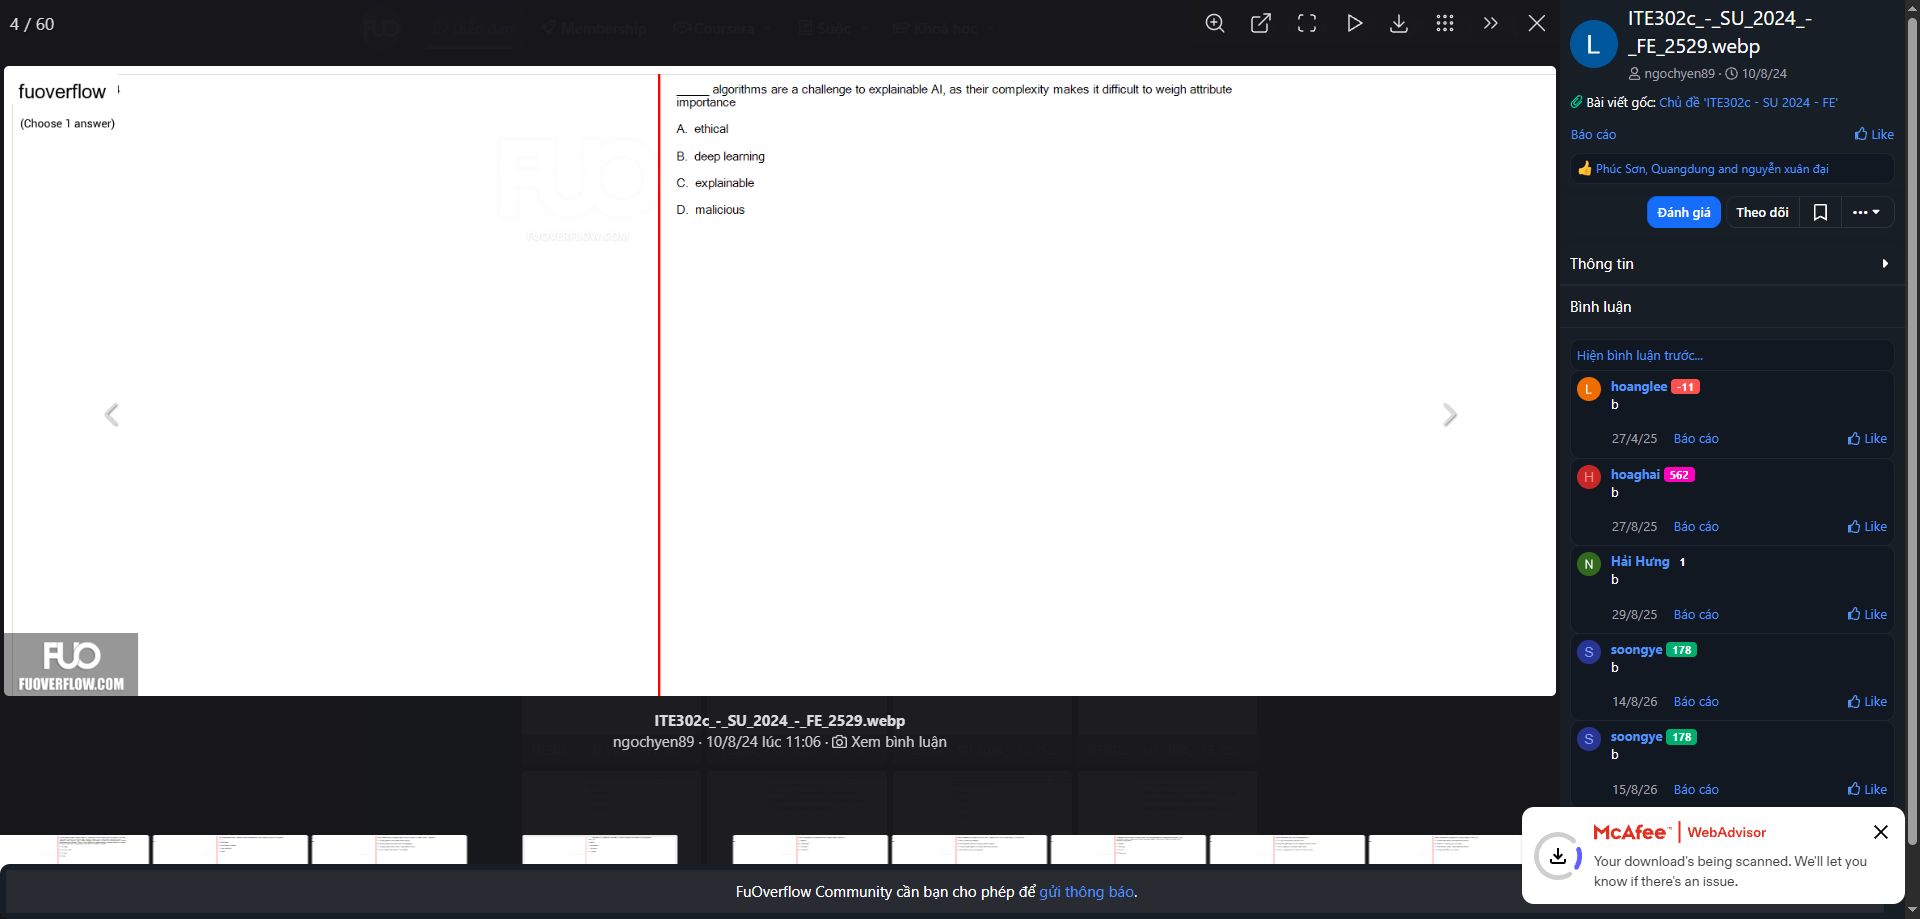 4 / 60
Membership
Coursera
fuoverflow
(Choose 1 answer)
_____ algorithms are a challenge to explainable AI, as their complexity makes it difficult to weigh attribute
importance
A. ethical
B. deep learning
C. explainable
D. malicious
FUO
FUOVERFLOW.COM
FUO
FUOVERFLOW.COM
ITE302c_-_SU_2024_-_FE_2529.webp
ngochyen89 · 10/8/24 lúc 11:06 · Xem bình luận
FuOverflow Community cần bạn cho phép để gửi thông báo.
L
ITE302c_-_SU_2024_-
_FE_2529.webp
ngochyen89 · 10/8/24
Bài viết gốc: Chủ đề 'ITE302c - SU 2024 - FE'
Báo cáo
Like
Phúc Sơn, Quangdung and nguyễn xuân đại
Đánh giá
Theo dõi
Thông tin
Bình luận
Hiện bình luận trước...
L
hoanglee -11
b
27/4/25 Báo cáo Like
H
hoaghai 562
b
27/8/25 Báo cáo Like
N
Hải Hưng 1
b
29/8/25 Báo cáo Like
S
soongye 178
b
14/8/26 Báo cáo Like
S
soongye 178
b
15/8/26 Báo cáo Like
McAfee™ | WebAdvisor
Your download's being scanned. We'll let you
know if there's an issue.